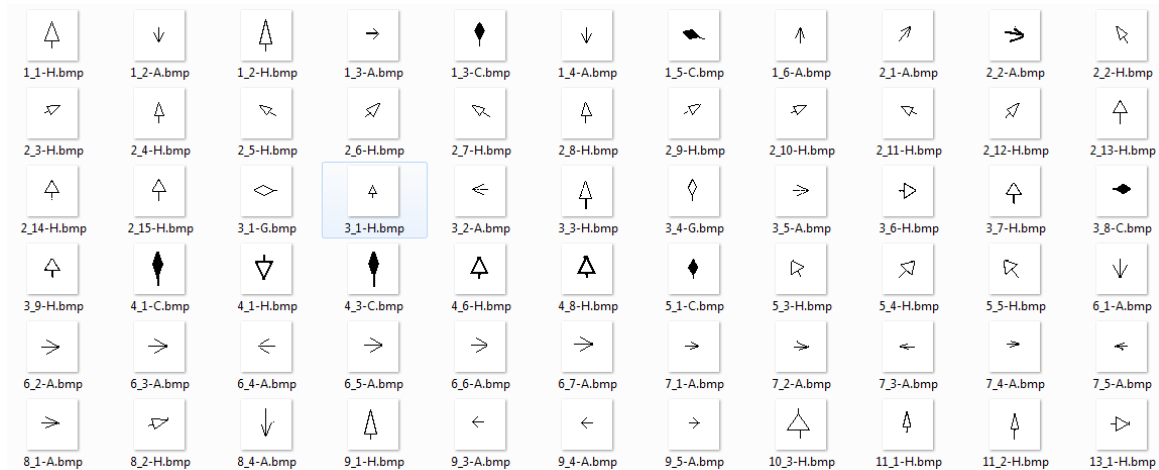 1_1-H.bmp 1_2-A.bmp 1_2-H.bmp 1_3-A.bmp 1_3-C.bmp 1_4-A.bmp 1_5-C.bmp 1_6-A.bmp 2_1-A.bmp 2_2-A.bmp 2_2-H.bmp
2_3-H.bmp 2_4-H.bmp 2_5-H.bmp 2_6-H.bmp 2_7-H.bmp 2_8-H.bmp 2_9-H.bmp 2_10-H.bmp 2_11-H.bmp 2_12-H.bmp 2_13-H.bmp
2_14-H.bmp 2_15-H.bmp 3_1-G.bmp 3_1-H.bmp 3_2-A.bmp 3_3-H.bmp 3_4-G.bmp 3_5-A.bmp 3_6-H.bmp 3_7-H.bmp 3_8-C.bmp
3_9-H.bmp 4_1-C.bmp 4_1-H.bmp 4_3-C.bmp 4_6-H.bmp 4_8-H.bmp 5_1-C.bmp 5_3-H.bmp 5_4-H.bmp 5_5-H.bmp 6_1-A.bmp
6_2-A.bmp 6_3-A.bmp 6_4-A.bmp 6_5-A.bmp 6_6-A.bmp 6_7-A.bmp 7_1-A.bmp 7_2-A.bmp 7_3-A.bmp 7_4-A.bmp 7_5-A.bmp
8_1-A.bmp 8_2-H.bmp 8_4-A.bmp 9_1-H.bmp 9_3-A.bmp 9_4-A.bmp 9_5-A.bmp 10_3-H.bmp 11_1-H.bmp 11_2-H.bmp 13_1-H.bmp